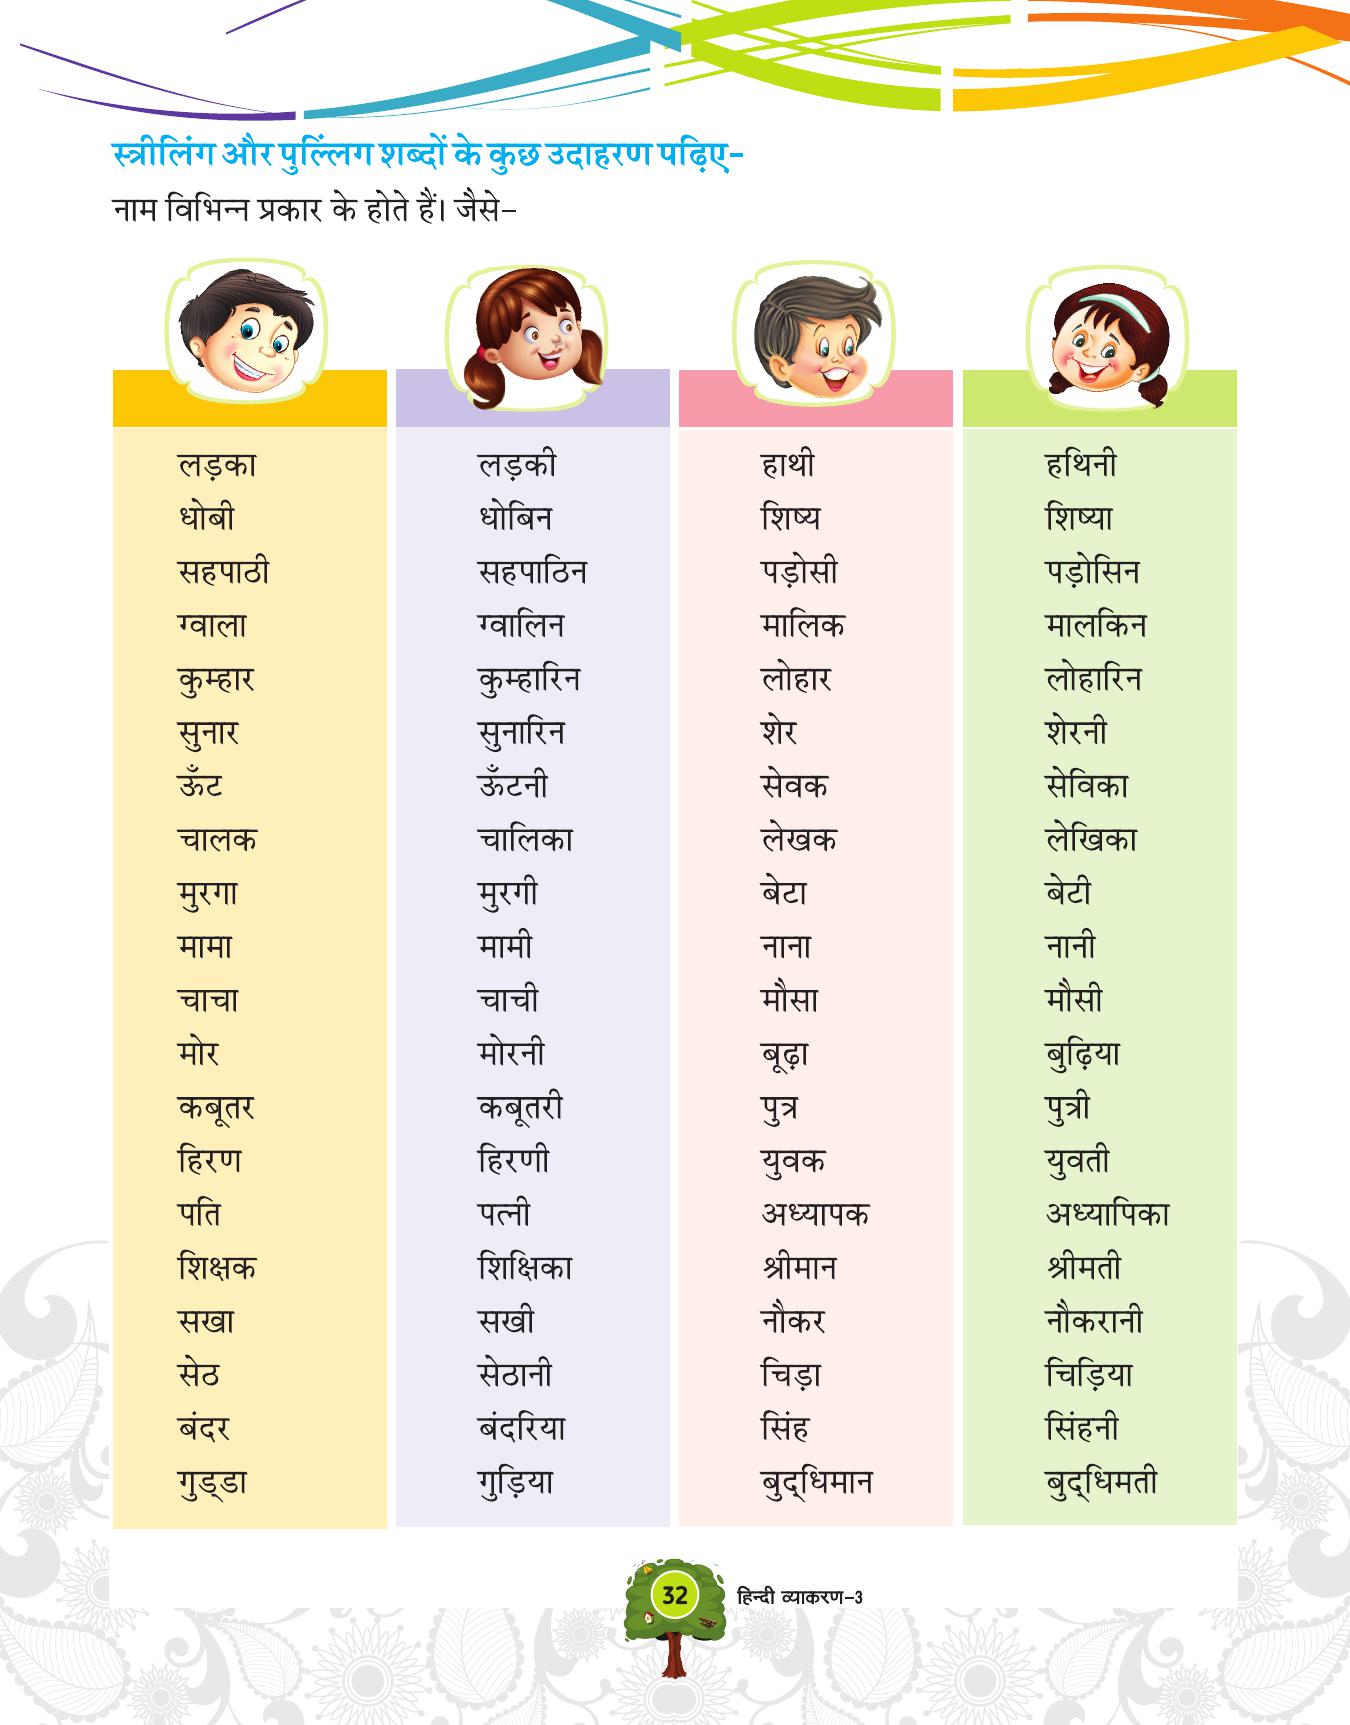 स्त्रीलिंग और पुल्लिंग शब्दों के कुछ उदाहरण पढ़िए-
नाम विभिन्न प्रकार के होते हैं। जैसे-
लड़का लड़की हाथी हथिनी
धोबी धोबिन शिष्य शिष्या
सहपाठी सहपाठिन पड़ोसी पड़ोसिन
ग्वाला ग्वालिन मालिक मालकिन
कुम्हार कुम्हारिन लोहार लोहारिन
सुनार सुनारिन शेर शेरनी
ऊँट ऊँटनी सेवक सेविका
चालक चालिका लेखक लेखिका
मुरगा मुरगी बेटा बेटी
मामा मामी नाना नानी
चाचा चाची मौसा मौसी
मोर मोरनी बूढ़ा बुढ़िया
कबूतर कबूतरी पुत्र पुत्री
हिरण हिरणी युवक युवती
पति पत्नी अध्यापक अध्यापिका
शिक्षक शिक्षिका श्रीमान श्रीमती
सखा सखी नौकर नौकरानी
सेठ सेठानी चिड़ा चिड़िया
बंदर बंदरिया सिंह सिंहनी
गुड्डा गुड़िया बुद्धिमान बुद्धिमती
32 हिन्दी व्याकरण-3